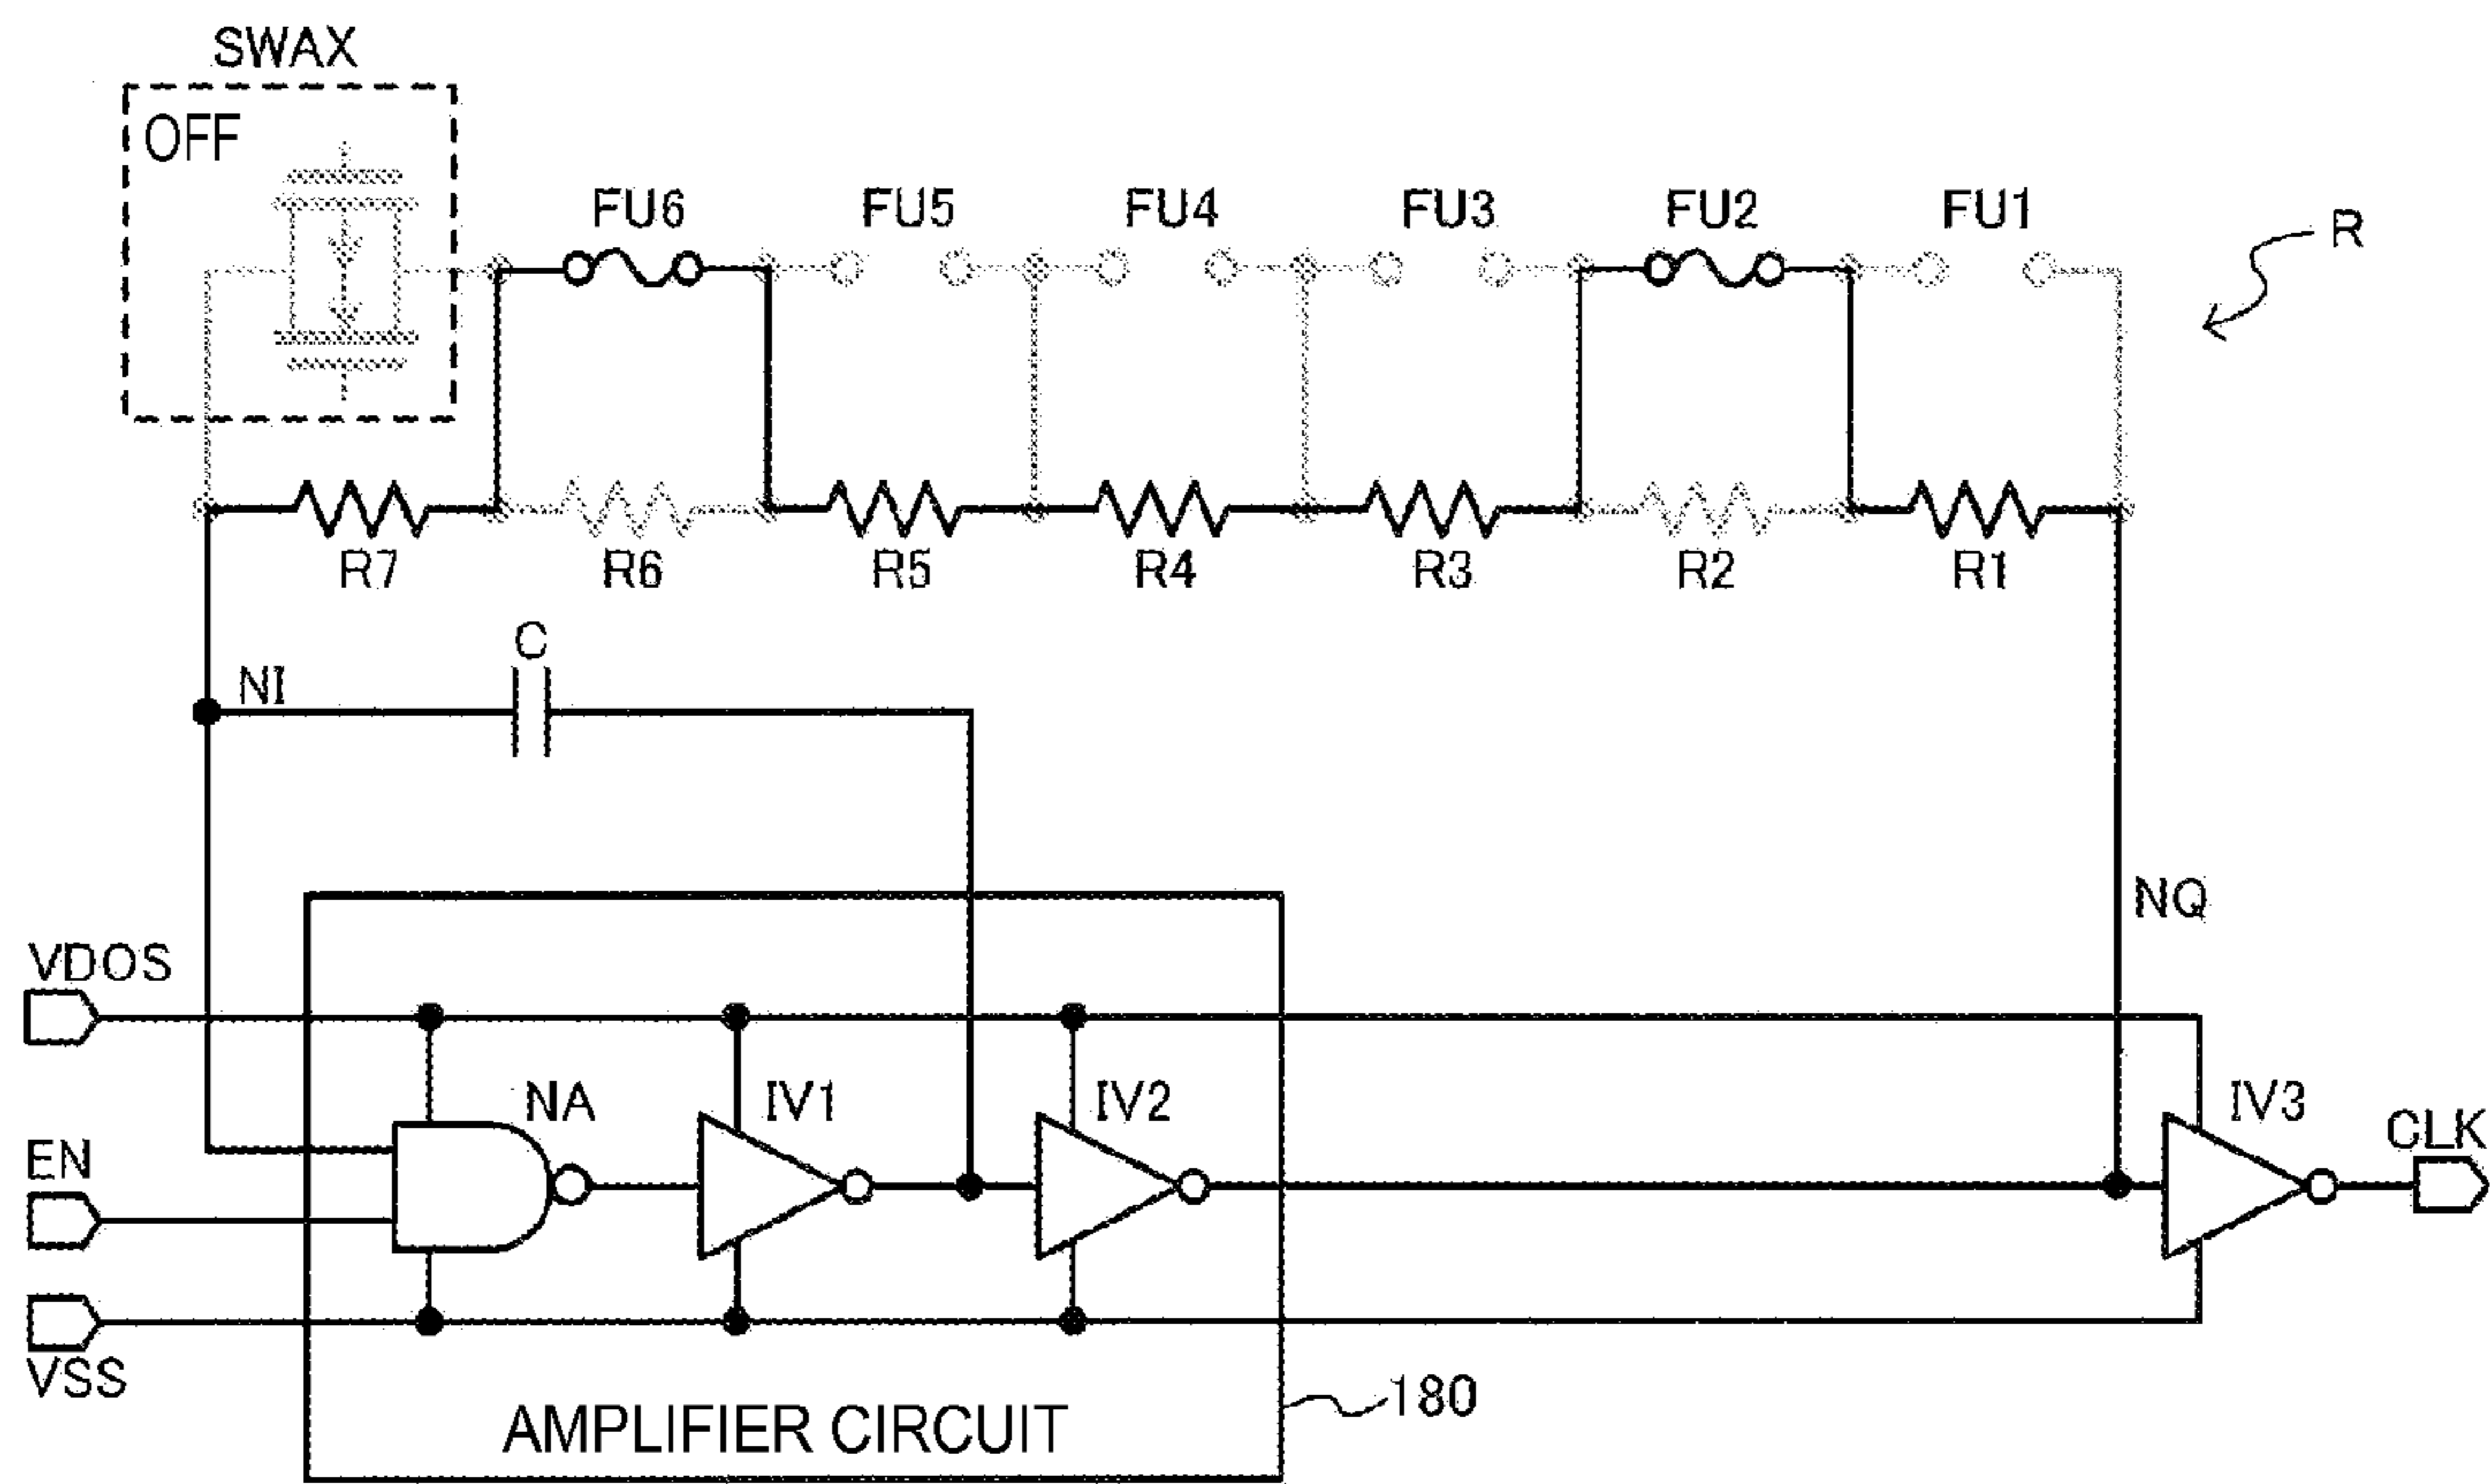 SWAX
OFF
FU6 FU5 FU4 FU3 FU2 FU1
R
R7 R6 R5 R4 R3 R2 R1
C
NI
NQ
VDOS
NA IV1 IV2 IV3
CLK
EN
VSS
180
AMPLIFIER CIRCUIT